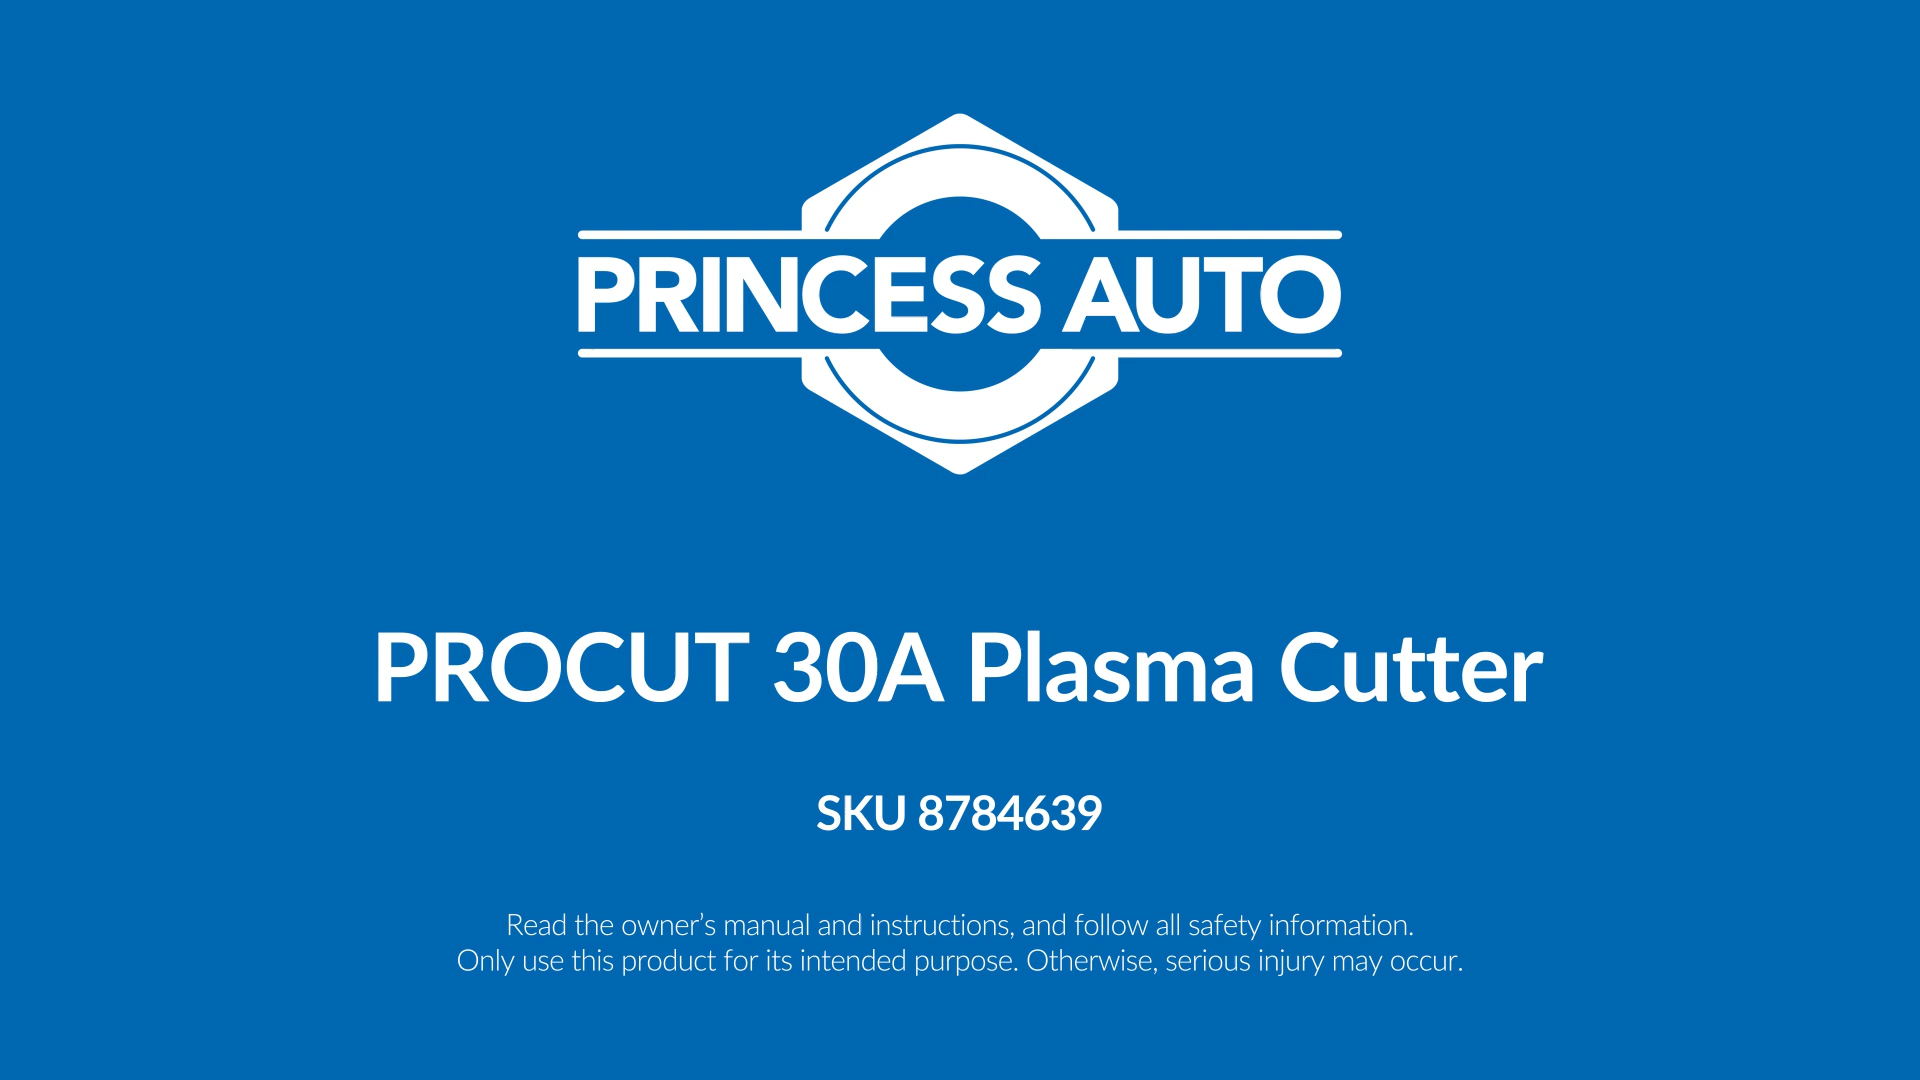 PRINCESS AUTO
PROCUT 30A Plasma Cutter
SKU 8784639
Read the owner’s manual and instructions, and follow all safety information.
Only use this product for its intended purpose. Otherwise, serious injury may occur.